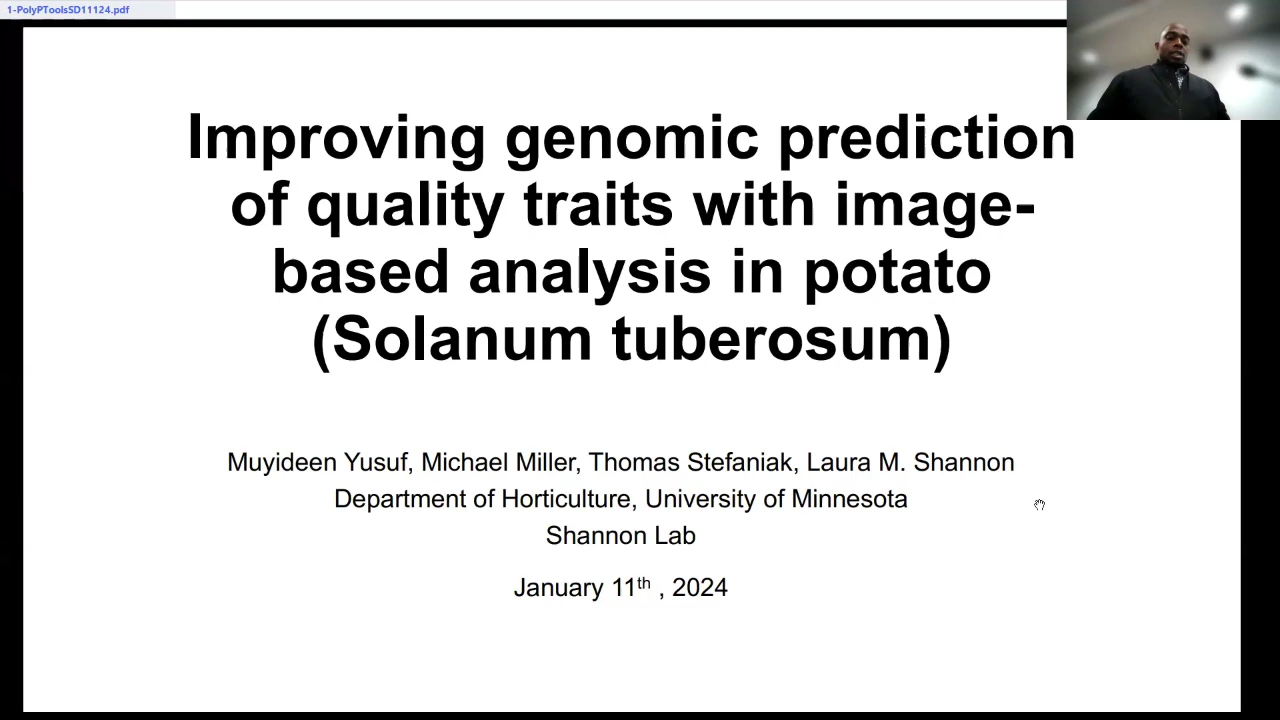 1-PolyPToolsSD11124.pdf
Improving genomic prediction
of quality traits with image-
based analysis in potato
(Solanum tuberosum)
Muyideen Yusuf, Michael Miller, Thomas Stefaniak, Laura M. Shannon
Department of Horticulture, University of Minnesota
Shannon Lab
January 11th , 2024